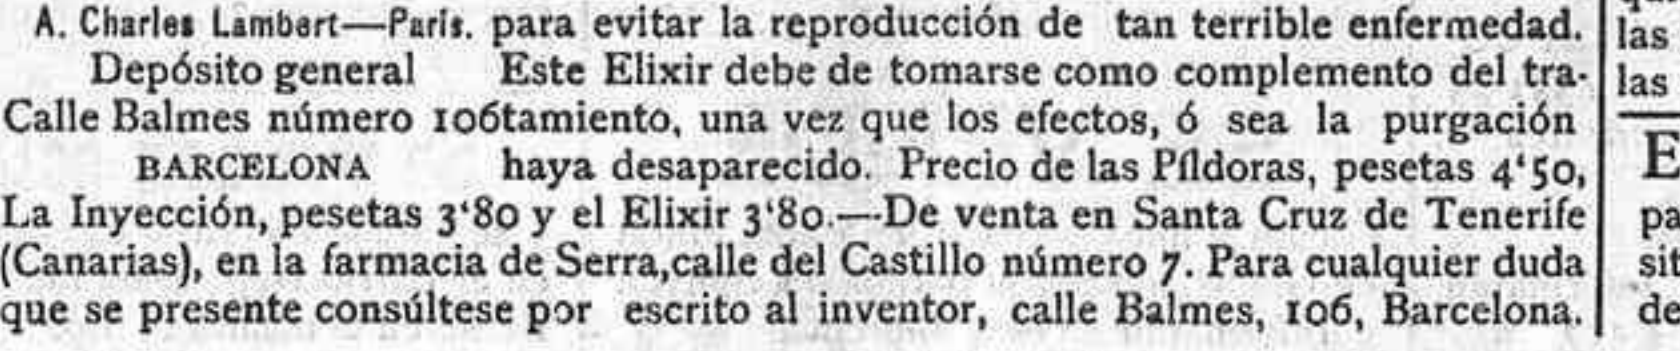 A. Charles Lambert—Paris. para evitar la reproducción de tan terrible enfermedad.
Depósito general Este Elixir debe de tomarse como complemento del tra-
Calle Balmes número 106 tamiento, una vez que los efectos, ó sea la purgación
BARCELONA haya desaparecido. Precio de las Píldoras, pesetas 4‘50,
La Inyección, pesetas 3‘80 y el Elixir 3‘80.—De venta en Santa Cruz de Tenerife
(Canarias), en la farmacia de Serra,calle del Castillo número 7. Para cualquier duda
que se presente consúltese por escrito al inventor, calle Balmes, 106, Barcelona.
las
las
E
pa
sit
de